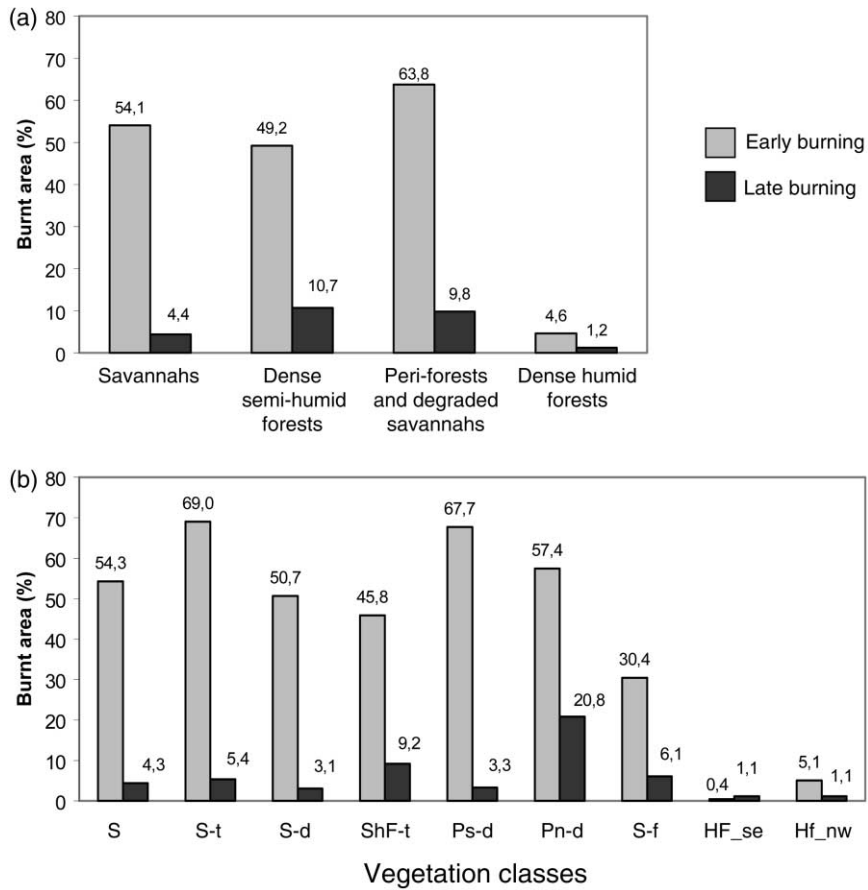 (a)
80
70
60
50
40
30
20
10
0
Burnt area (%)
54,1
4,4
49,2
10,7
63,8
9,8
4,6
1,2
Savannahs
Dense
semi-humid
forests
Peri-forests
and degraded
savannahs
Dense humid
forests
Early burning
Late burning
(b)
80
70
60
50
40
30
20
10
0
Burnt area (%)
54,3
4,3
69,0
5,4
50,7
3,1
45,8
9,2
67,7
3,3
57,4
20,8
30,4
6,1
0,4
1,1
5,1
1,1
S
S-t
S-d
ShF-t
Ps-d
Pn-d
S-f
HF_se
Hf_nw
Vegetation classes